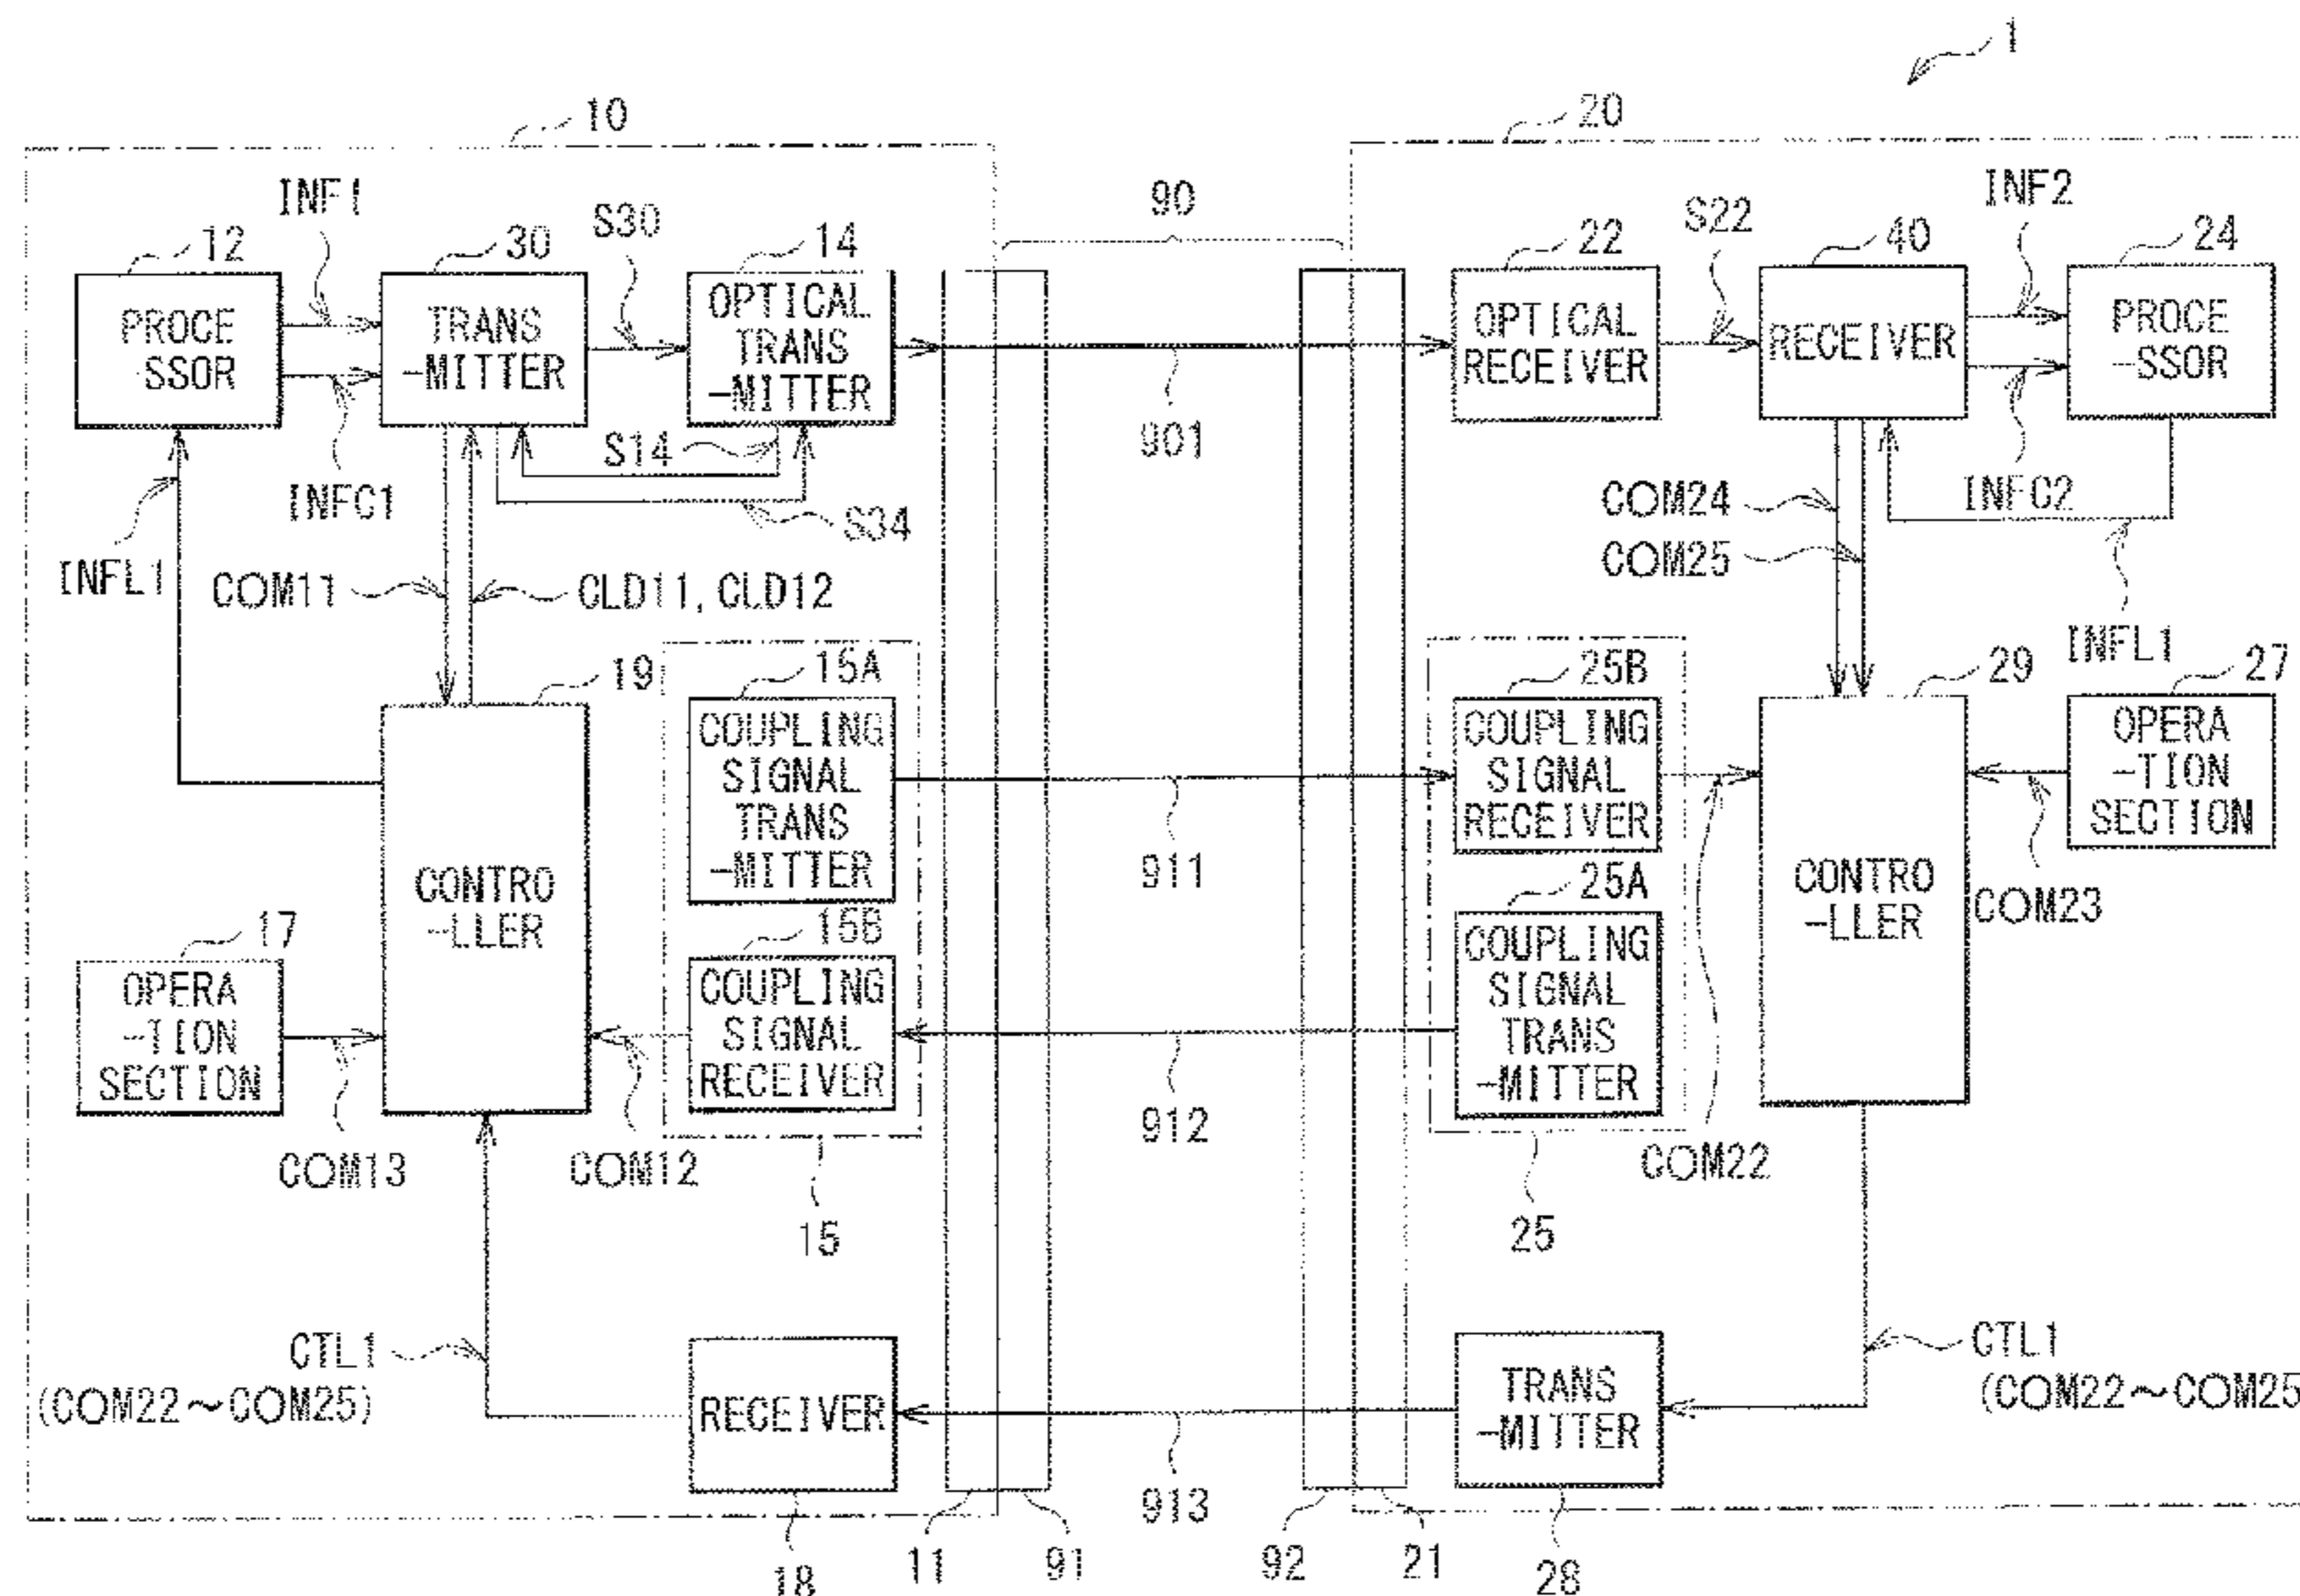 1
10
20
INF1
90
INF2
12
30
S30
14
22
S22
40
24
PROCE
-SSOR
TRANS
-MITTER
OPTICAL
TRANS
-MITTER
OPTICAL
RECEIVER
RECEIVER
PROCE
-SSOR
S14
901
INFC1
S34
COM24
INFC2
INFL1
COM11
CLD11, CLD12
COM25
INFL1
19
15A
25B
29
27
COUPLING
SIGNAL
TRANS
-MITTER
COUPLING
SIGNAL
RECEIVER
OPERA
-TION
SECTION
911
CONTRO
-LLER
25A
CONTRO
-LLER
COM23
17
15B
OPERA
-TION
SECTION
COUPLING
SIGNAL
RECEIVER
COUPLING
SIGNAL
TRANS
-MITTER
912
COM13
COM12
COM22
15
25
CTL1
(COM22~COM25)
RECEIVER
TRANS
-MITTER
CTL1
(COM22~COM25
913
18
11
91
92
21
28